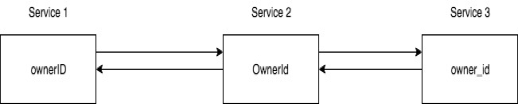 Service 1
Service 2
Service 3
ownerID
OwnerId
owner_id